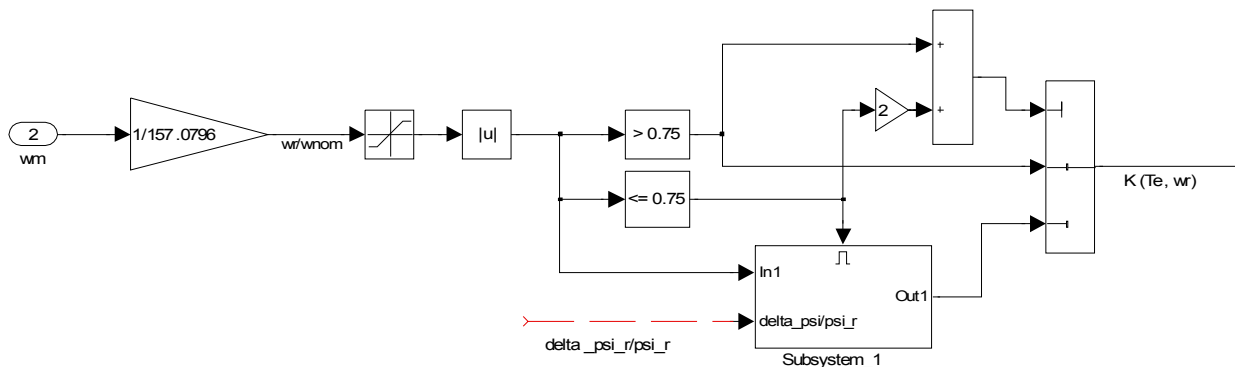 2
wm
1/157.0796
wr/wnom
|u|
> 0.75
<= 0.75
2
+
+
K (Te, wr)
In1
Out1
delta_psi/psi_r
delta _psi_r/psi_r
Subsystem 1